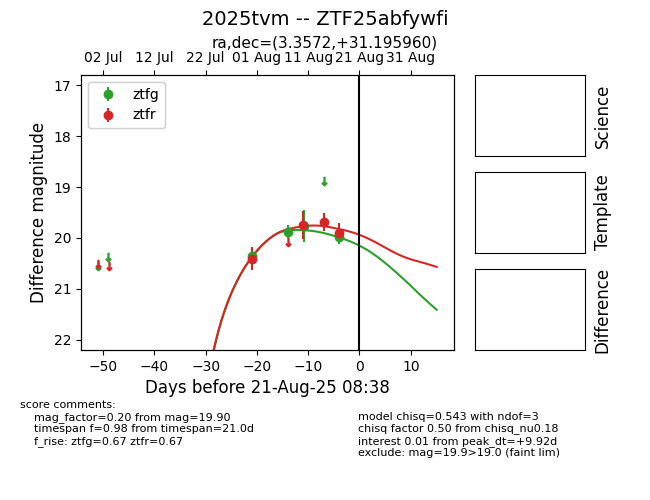 2025tvm -- ZTF25abfywfi
ra,dec=(3.3572,+31.195960)
02 Jul 12 Jul 22 Jul 01 Aug 11 Aug 21 Aug 31 Aug
ztfg
ztfr
17
18
19
20
21
22
Difference magnitude
−50 −40 −30 −20 −10 0 10
Days before 21-Aug-25 08:38
Science
Template
Difference
score comments:
mag_factor=0.20 from mag=19.90
timespan f=0.98 from timespan=21.0d
f_rise: ztfg=0.67 ztfr=0.67
model chisq=0.543 with ndof=3
chisq factor 0.50 from chisq_nu0.18
interest 0.01 from peak_dt=+9.92d
exclude: mag=19.9>19.0 (faint lim)